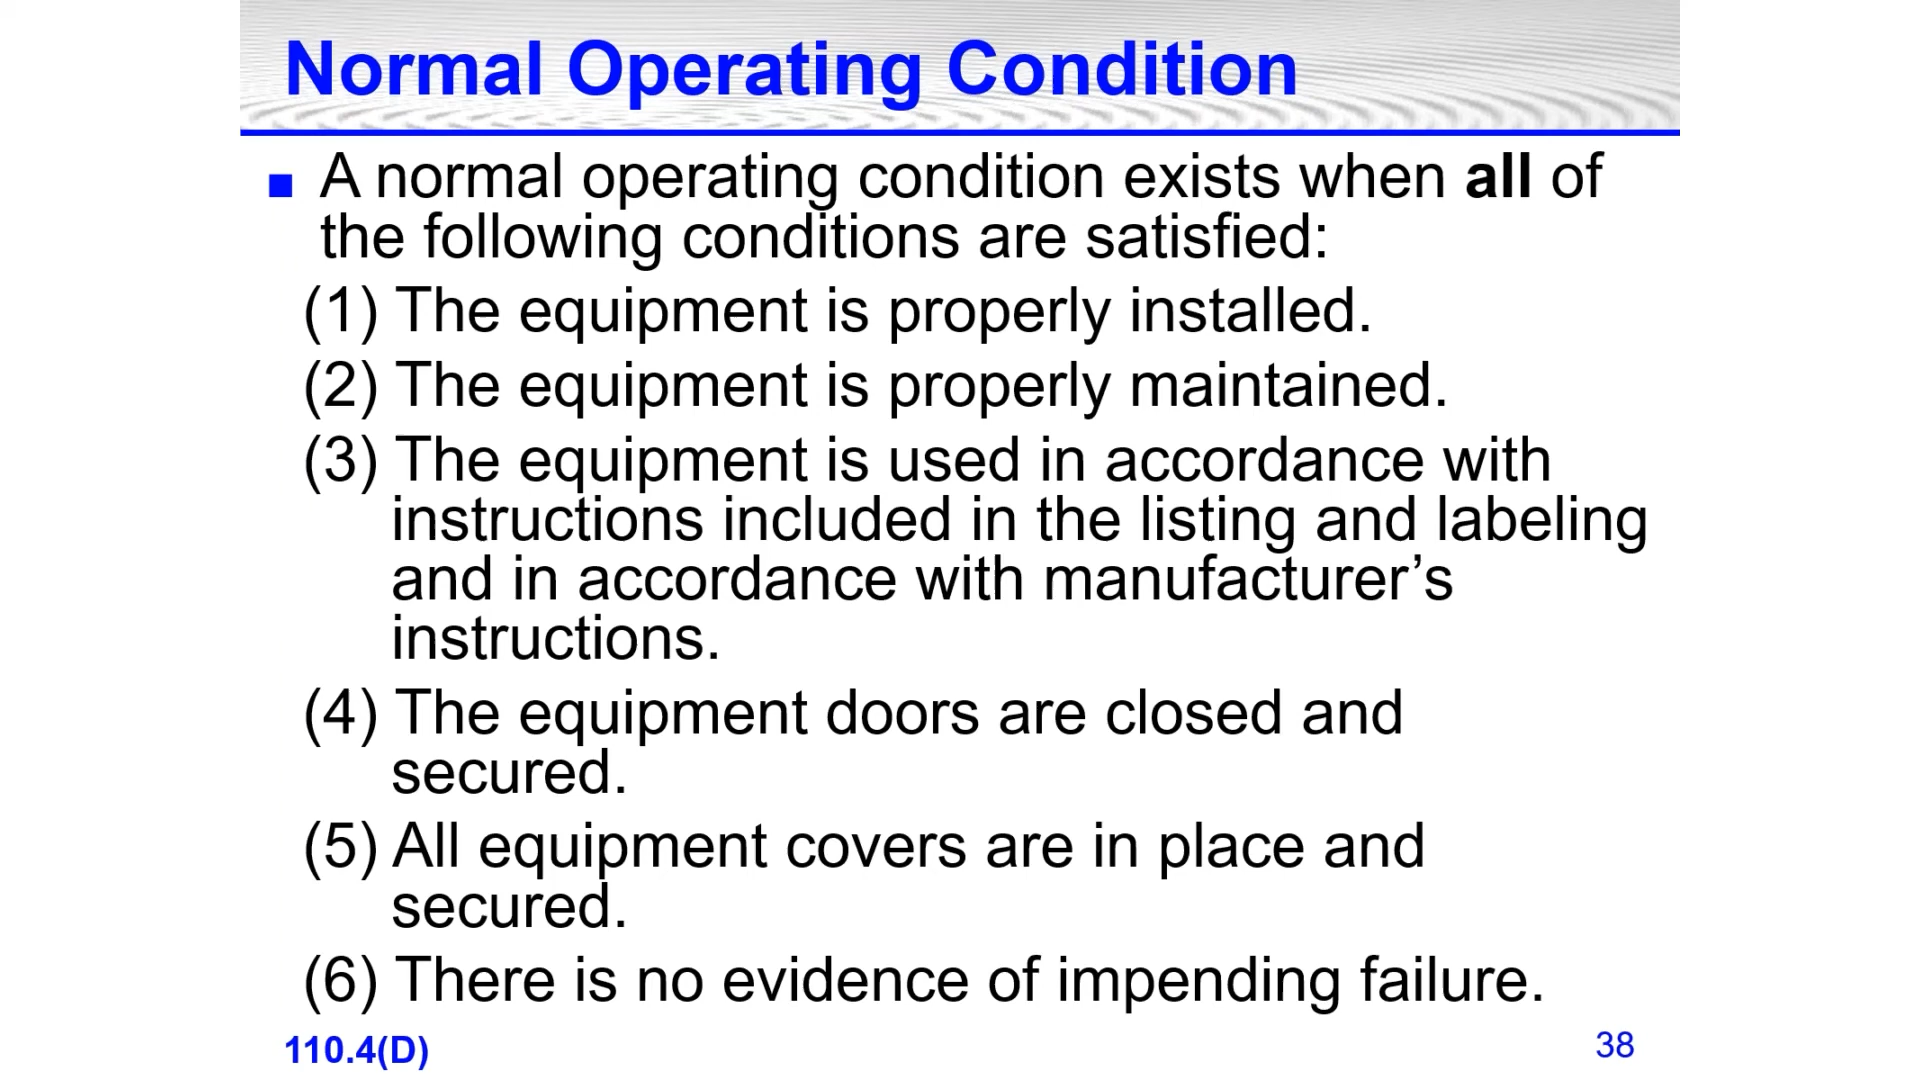 Normal Operating Condition
A normal operating condition exists when all of
the following conditions are satisfied:
(1) The equipment is properly installed.
(2) The equipment is properly maintained.
(3) The equipment is used in accordance with
instructions included in the listing and labeling
and in accordance with manufacturer’s
instructions.
(4) The equipment doors are closed and
secured.
(5) All equipment covers are in place and
secured.
(6) There is no evidence of impending failure.
110.4(D)
38